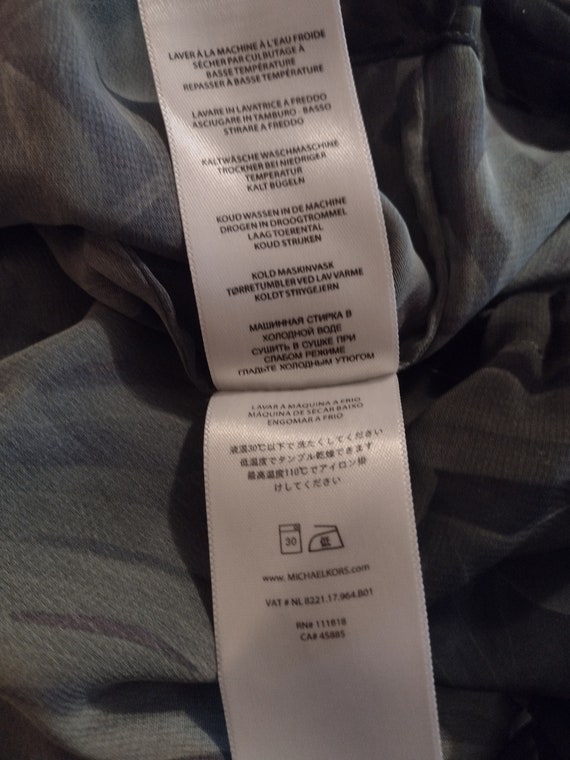 LAVER À LA MACHINE À L'EAU FROIDE
SÉCHER PAR CULBUTAGE À
BASSE TEMPÉRATURE
REPASSER À BASSE TEMPÉRATURE
LAVARE IN LAVATRICE A FREDDO
ASCIUGARE IN TAMBURO BASSO
STIRARE A FREDDO
KALTWÄSCHE WASCHMASCHINE
TROCKNER BEI NIEDRIGER
TEMPERATUR
KALT BÜGELN
KOUD WASSEN IN DE MACHINE
DROGEN IN DROOGTROMMEL
LAAG TOERENTAL
KOUD STRIJKEN
KOLD MASKINVASK
TØRRETUMBLER VED LAV VARME
KOLDT STRYGEJERN
МАШИННАЯ СТИРКА В
ХОЛОДНОЙ ВОДЕ
СУШИТЬ В СУШКЕ ПРИ
СЛАБОМ РЕЖИМЕ
ГЛАДЬТЕ ХОЛОДНЫМ УТЮГОМ
LAVAR A MÁQUINA A FRIO
MÁQUINA DE SECAR BAIXO
ENGOMAR A FRIO
液温30℃以下で洗たくしてください
低温度でタンブル乾燥できます
最高温度110℃でアイロン掛
けしてください
30 低
www. MICHAELKORS.com
VAT # NL 8221.17.964.B01
RN# 111818
CA# 45885